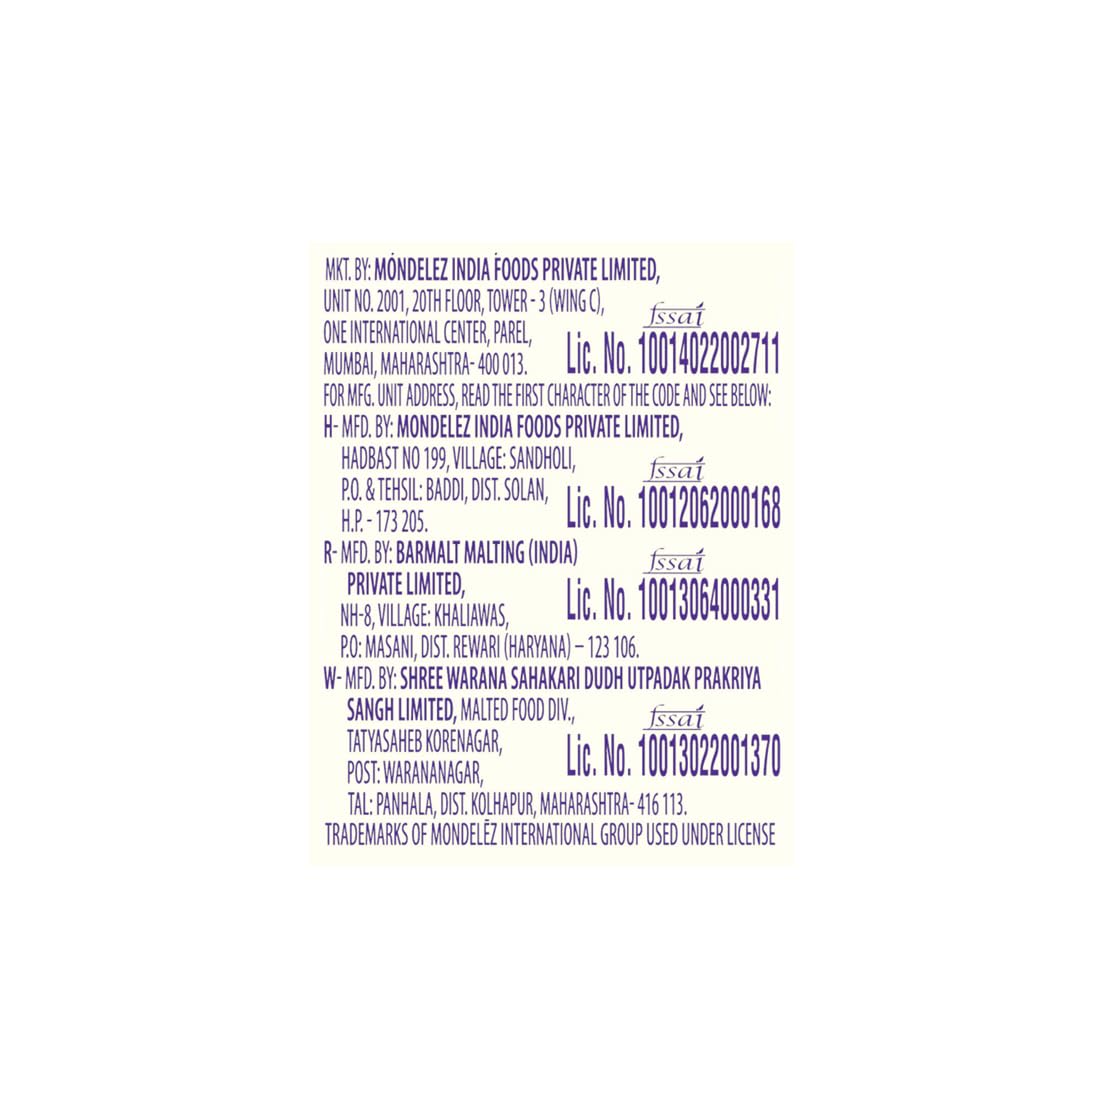 MKT. BY: MONDELEZ INDIA FOODS PRIVATE LIMITED,
UNIT NO. 2001, 20TH FLOOR, TOWER - 3 (WING C),
fssai
ONE INTERNATIONAL CENTER, PAREL,
MUMBAI, MAHARASHTRA- 400 013.
Lic. No. 10014022002711
FOR MFG. UNIT ADDRESS, READ THE FIRST CHARACTER OF THE CODE AND SEE BELOW:
H- MFD. BY: MONDELEZ INDIA FOODS PRIVATE LIMITED,
HADBAST NO 199, VILLAGE: SANDHOLI,
fssai
P.O. & TEHSIL: BADDI, DIST. SOLAN,
H.P. - 173 205.
Lic. No. 10012062000168
R- MFD. BY: BARMALT MALTING (INDIA)
fssai
PRIVATE LIMITED,
Lic. No. 10013064000331
NH-8, VILLAGE: KHALIAWAS,
P.O: MASANI, DIST. REWARI (HARYANA) – 123 106.
W- MFD. BY: SHREE WARANA SAHAKARI DUDH UTPADAK PRAKRIYA
SANGH LIMITED, MALTED FOOD DIV.,
fssai
TATYASAHEB KORENAGAR,
Lic. No. 10013022001370
POST: WARANANAGAR,
TAL: PANHALA, DIST. KOLHAPUR, MAHARASHTRA- 416 113.
TRADEMARKS OF MONDELĒZ INTERNATIONAL GROUP USED UNDER LICENSE